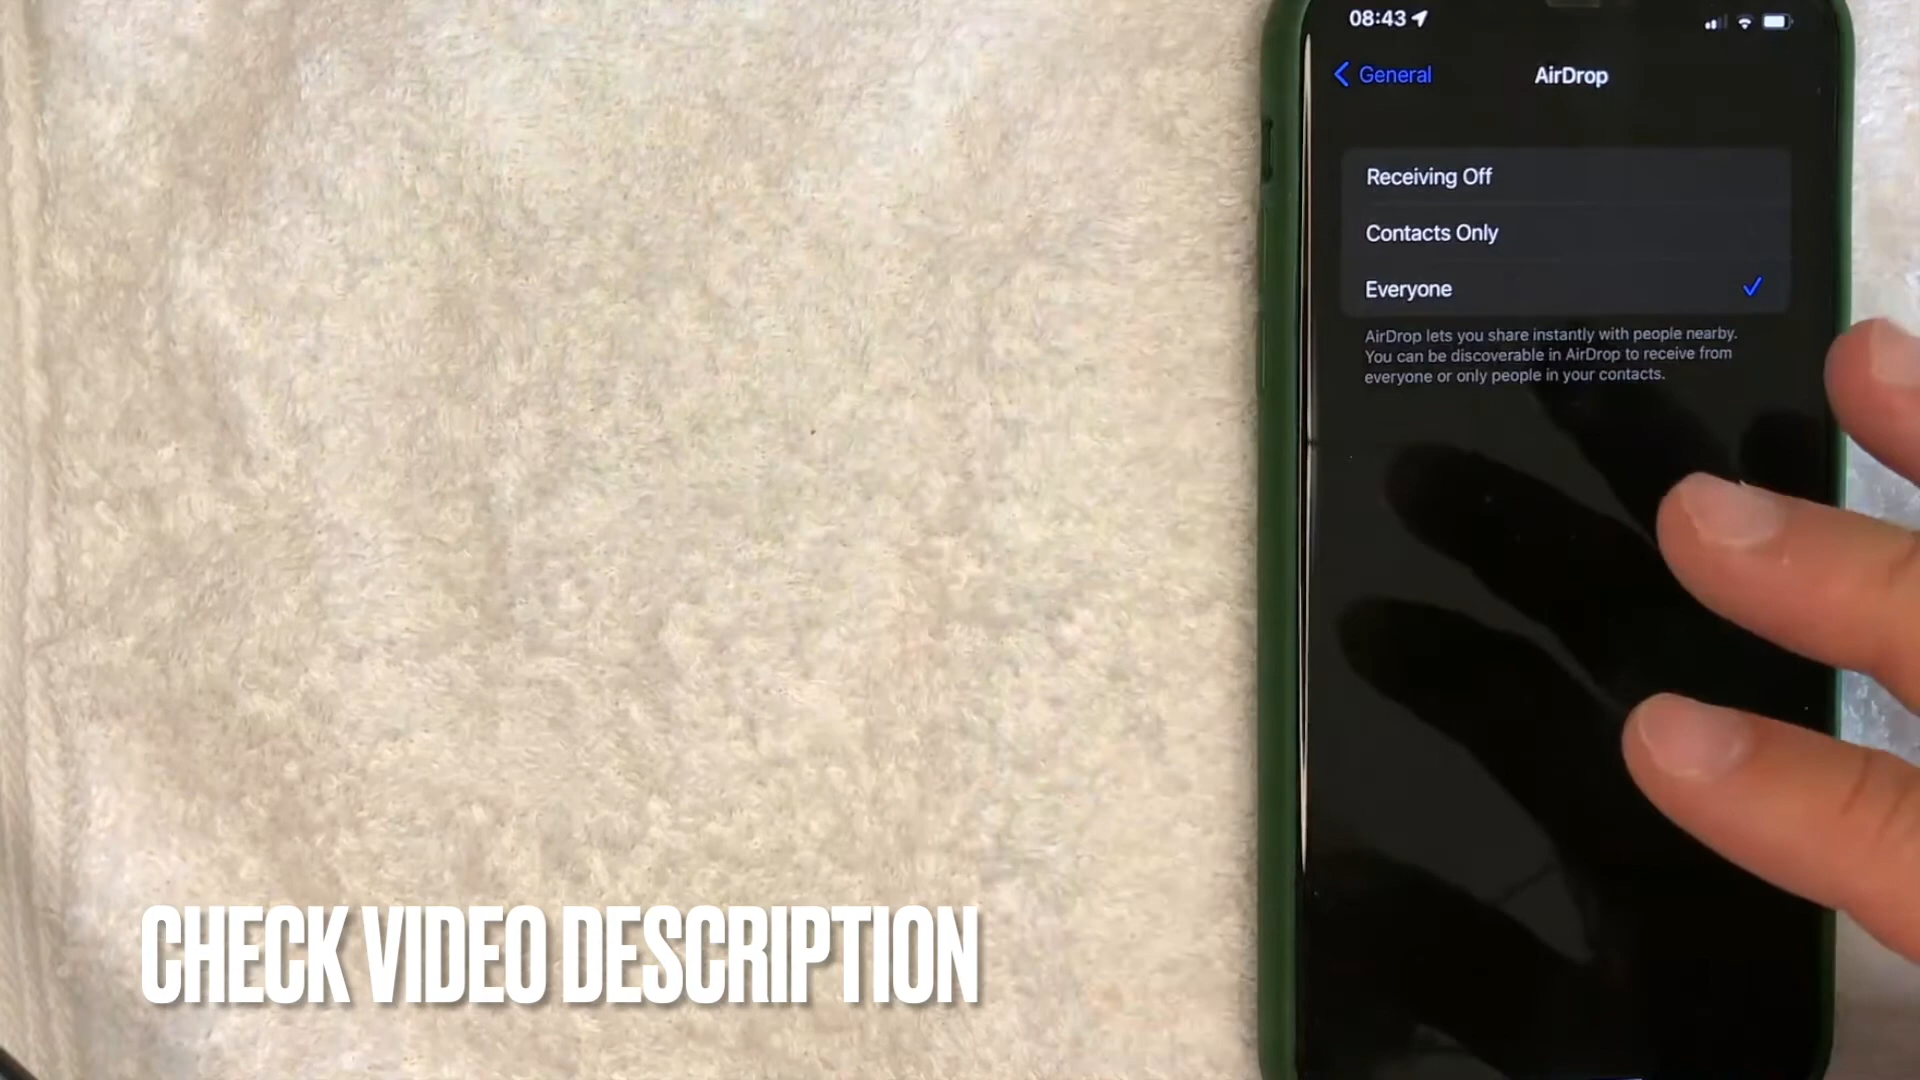 08:43
General
AirDrop
Receiving Off
Contacts Only
Everyone
AirDrop lets you share instantly with people nearby.
You can be discoverable in AirDrop to receive from
everyone or only people in your contacts.
CHECK VIDEO DESCRIPTION